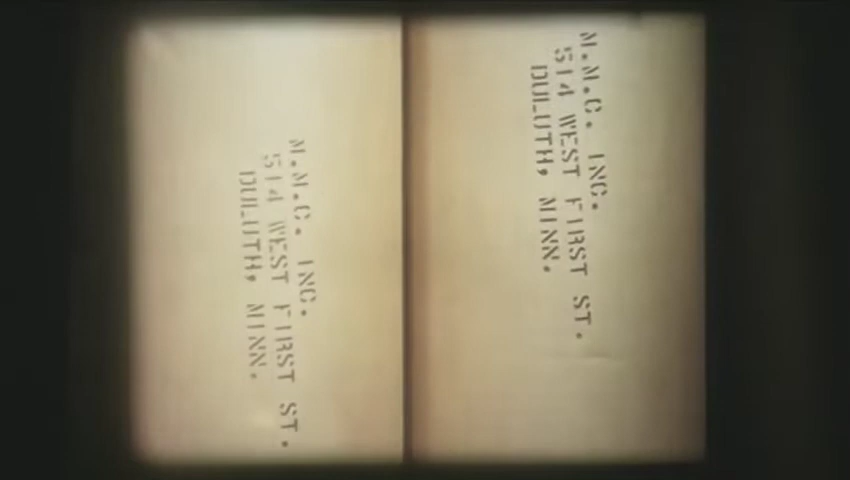 M.M.C. INC.
514 WEST FIRST ST.
DULUTH, MINN.
M.M.C. INC.
514 WEST FIRST ST.
DULUTH, MINN.